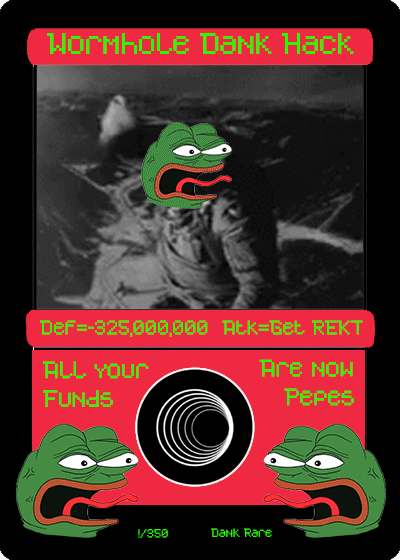 Wormhole Dank Hack
Def=-325,000,000 Atk=Get REKT
All your
Funds
Are now
Pepes
1/350
Dank Rare